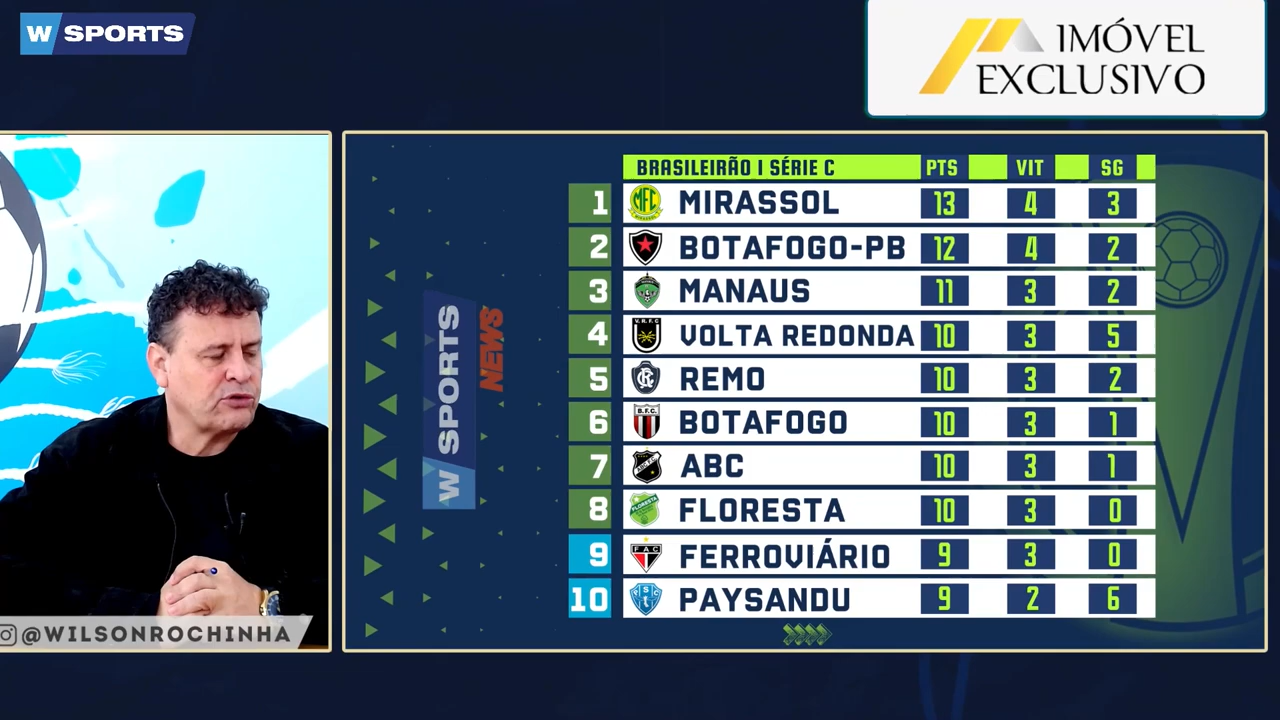 W SPORTS
IMÓVEL
EXCLUSIVO
BRASILEIRÃO | SÉRIE C PTS VIT SG
1 MIRASSOL 13 4 3
2 BOTAFOGO-PB 12 4 2
3 MANAUS 11 3 2
4 VOLTA REDONDA 10 3 5
5 REMO 10 3 2
6 BOTAFOGO 10 3 1
7 ABC 10 3 1
8 FLORESTA 10 3 0
9 FERROVIÁRIO 9 3 0
10 PAYSANDU 9 2 6
W SPORTS
NEWS
@WILSONROCHINHA